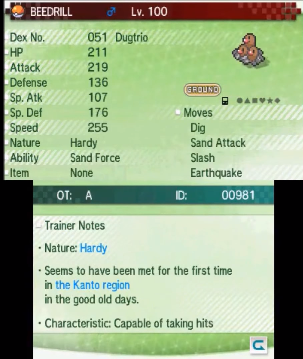 BEEDRILL ♂ Lv. 100
Dex No. 051 Dugtrio
HP 211
Attack 219
Defense 136
Sp. Atk 107
Sp. Def 176
Speed 255
Nature Hardy
Ability Sand Force
Item None
GROUND
●▲■♥★◆
Moves
Dig
Sand Attack
Slash
Earthquake
OT: A ID: 00981
Trainer Notes
· Nature: Hardy
· Seems to have been met for the first time
in the Kanto region
in the good old days.
· Characteristic: Capable of taking hits